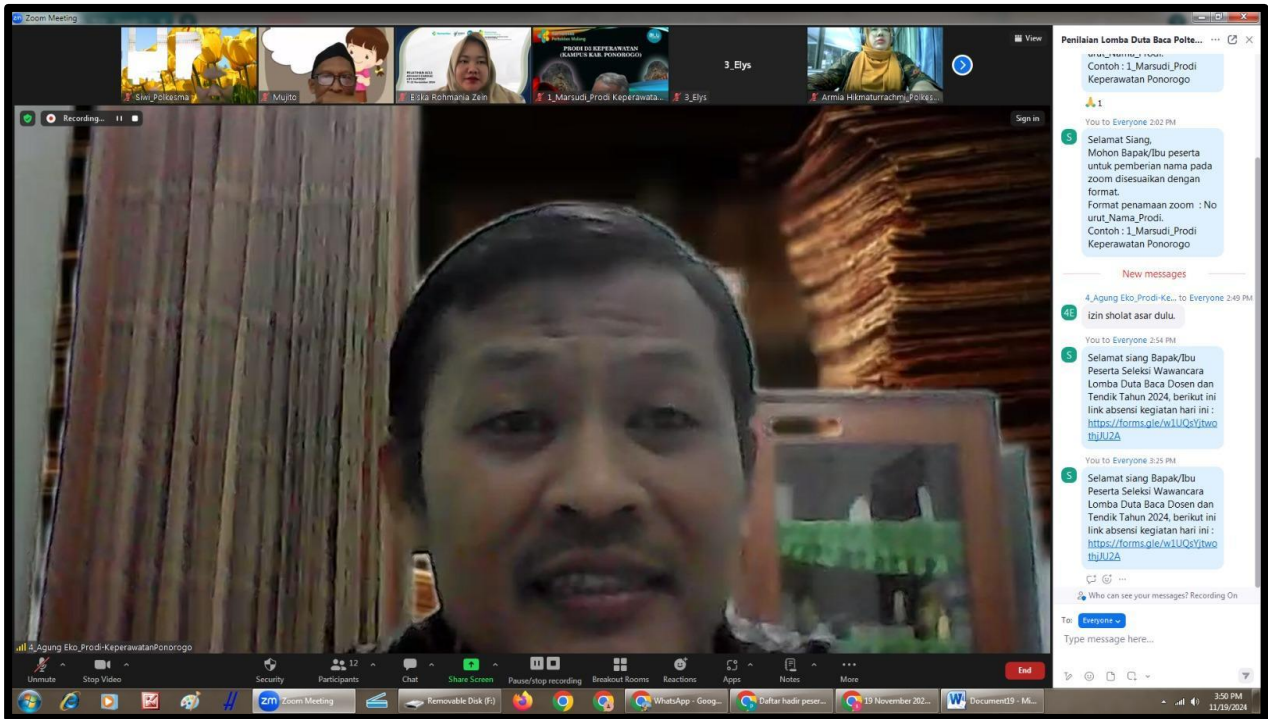 Zoom Meeting
Siwi_Polkesma
Mujito
Elska Rohmania Zein
PRODI D3 KEPERAWATAN
(KAMPUS KAB. PONOROGO)
1_Marsudi_Prodi Keperawata...
3_Elys
3_Elys
Armia Hikmaturrachmi_Polkes...
View
Recording...
Sign in
4_Agung Eko_Prodi-KeperawatanPonorogo
Unmute
Stop Video
Security
12
Participants
Chat
Share Screen
Pause/stop recording
Breakout Rooms
Reactions
Apps
Notes
More
End
Penilaian Lomba Duta Baca Polte...
urut_Nama_Prodi.
Contoh : 1_Marsudi_Prodi
Keperawatan Ponorogo
1
You to Everyone 2:02 PM
S
Selamat Siang,
Mohon Bapak/Ibu peserta
untuk pemberian nama pada
zoom disesuaikan dengan
format.
Format penamaan zoom : No
urut_Nama_Prodi.
Contoh : 1_Marsudi_Prodi
Keperawatan Ponorogo
New messages
4_Agung Eko_Prodi-Ke... to Everyone 2:49 PM
4E
izin sholat asar dulu.
You to Everyone 2:54 PM
S
Selamat siang Bapak/Ibu
Peserta Seleksi Wawancara
Lomba Duta Baca Dosen dan
Tendik Tahun 2024, berikut ini
link absensi kegiatan hari ini :
https://forms.gle/w1UQsYjtwo
thjJU2A
You to Everyone 3:25 PM
S
Selamat siang Bapak/Ibu
Peserta Seleksi Wawancara
Lomba Duta Baca Dosen dan
Tendik Tahun 2024, berikut ini
link absensi kegiatan hari ini :
https://forms.gle/w1UQsYjtwo
thjJU2A
Who can see your messages? Recording On
To: Everyone
Type message here...
zm Zoom Meeting
Removable Disk (F:)
WhatsApp - Goog...
Daftar hadir peser...
19 November 202...
Document19 - Mi...
3:50 PM
11/19/2024